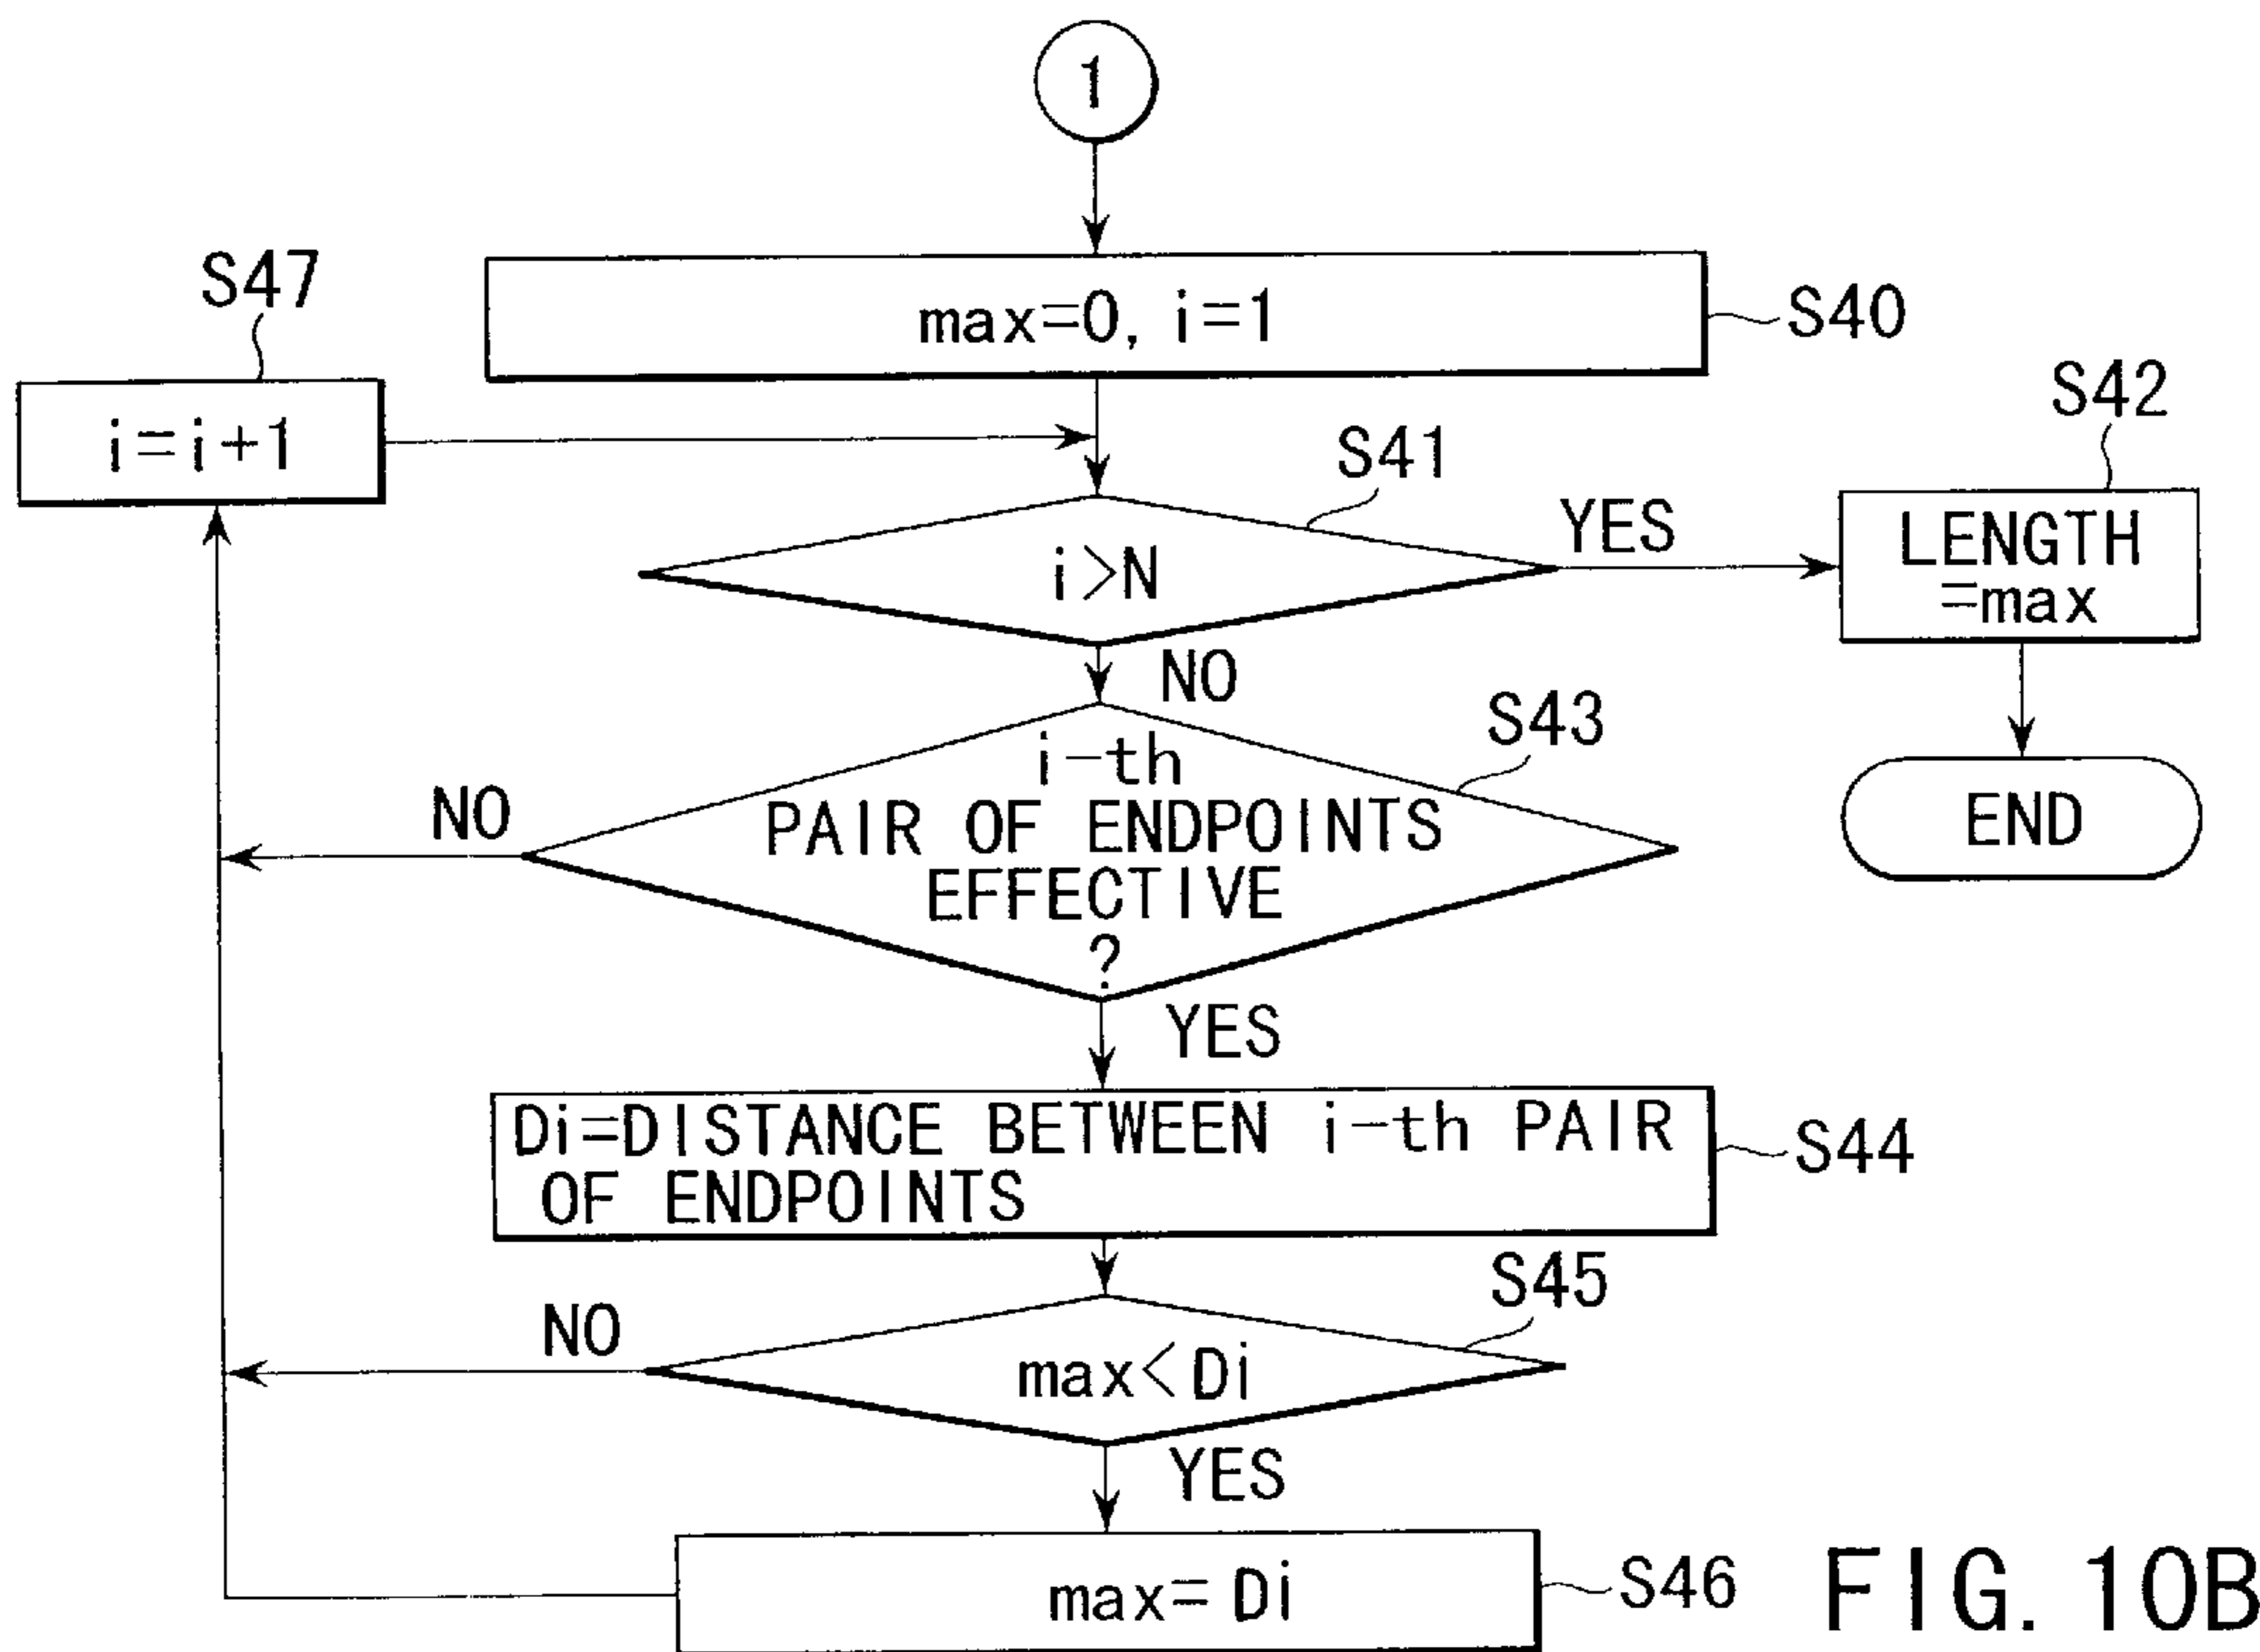 1
S47
max=0, i=1
S40
i=i+1
S42
S41
YES
LENGTH
=max
i>N
NO
S43
i-th
NO
PAIR OF ENDPOINTS
EFFECTIVE
?
END
YES
Di=DISTANCE BETWEEN i-th PAIR
OF ENDPOINTS
S44
S45
NO
max<Di
YES
max=Di
S46
FIG. 10B